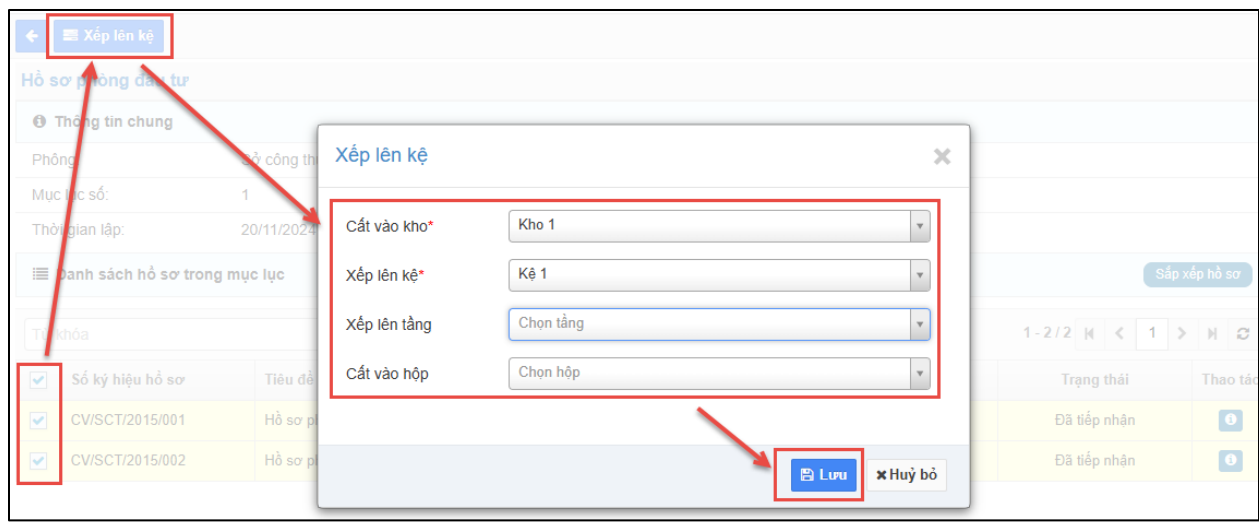 Xếp lên kệ
Hồ sơ phòng đầu tư
Thông tin chung
Phông
Sở công th
Mục lục số:
1
Thời gian lập:
20/11/2024
Danh sách hồ sơ trong mục lục
Sắp xếp hồ sơ
Từ khóa
1 - 2 / 2
1
Số ký hiệu hồ sơ
Tiêu đề
Trạng thái
Thao tác
CV/SCT/2015/001
Hồ sơ
Đã tiếp nhận
CV/SCT/2015/002
Hồ sơ
Đã tiếp nhận
Xếp lên kệ
Cất vào kho*
Kho 1
Xếp lên kệ*
Kệ 1
Xếp lên tầng
Chọn tầng
Cất vào hộp
Chọn hộp
Lưu
Huỷ bỏ